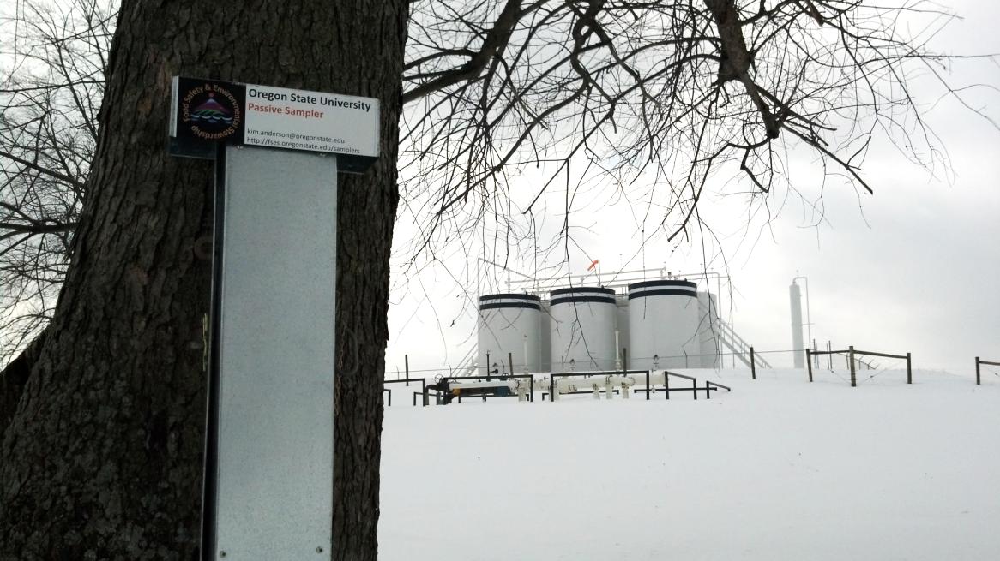 Food Safety & Environmental Stewardship
Oregon State University
Passive Sampler
kim.anderson@oregonstate.edu
http://fses.oregonstate.edu/samplers